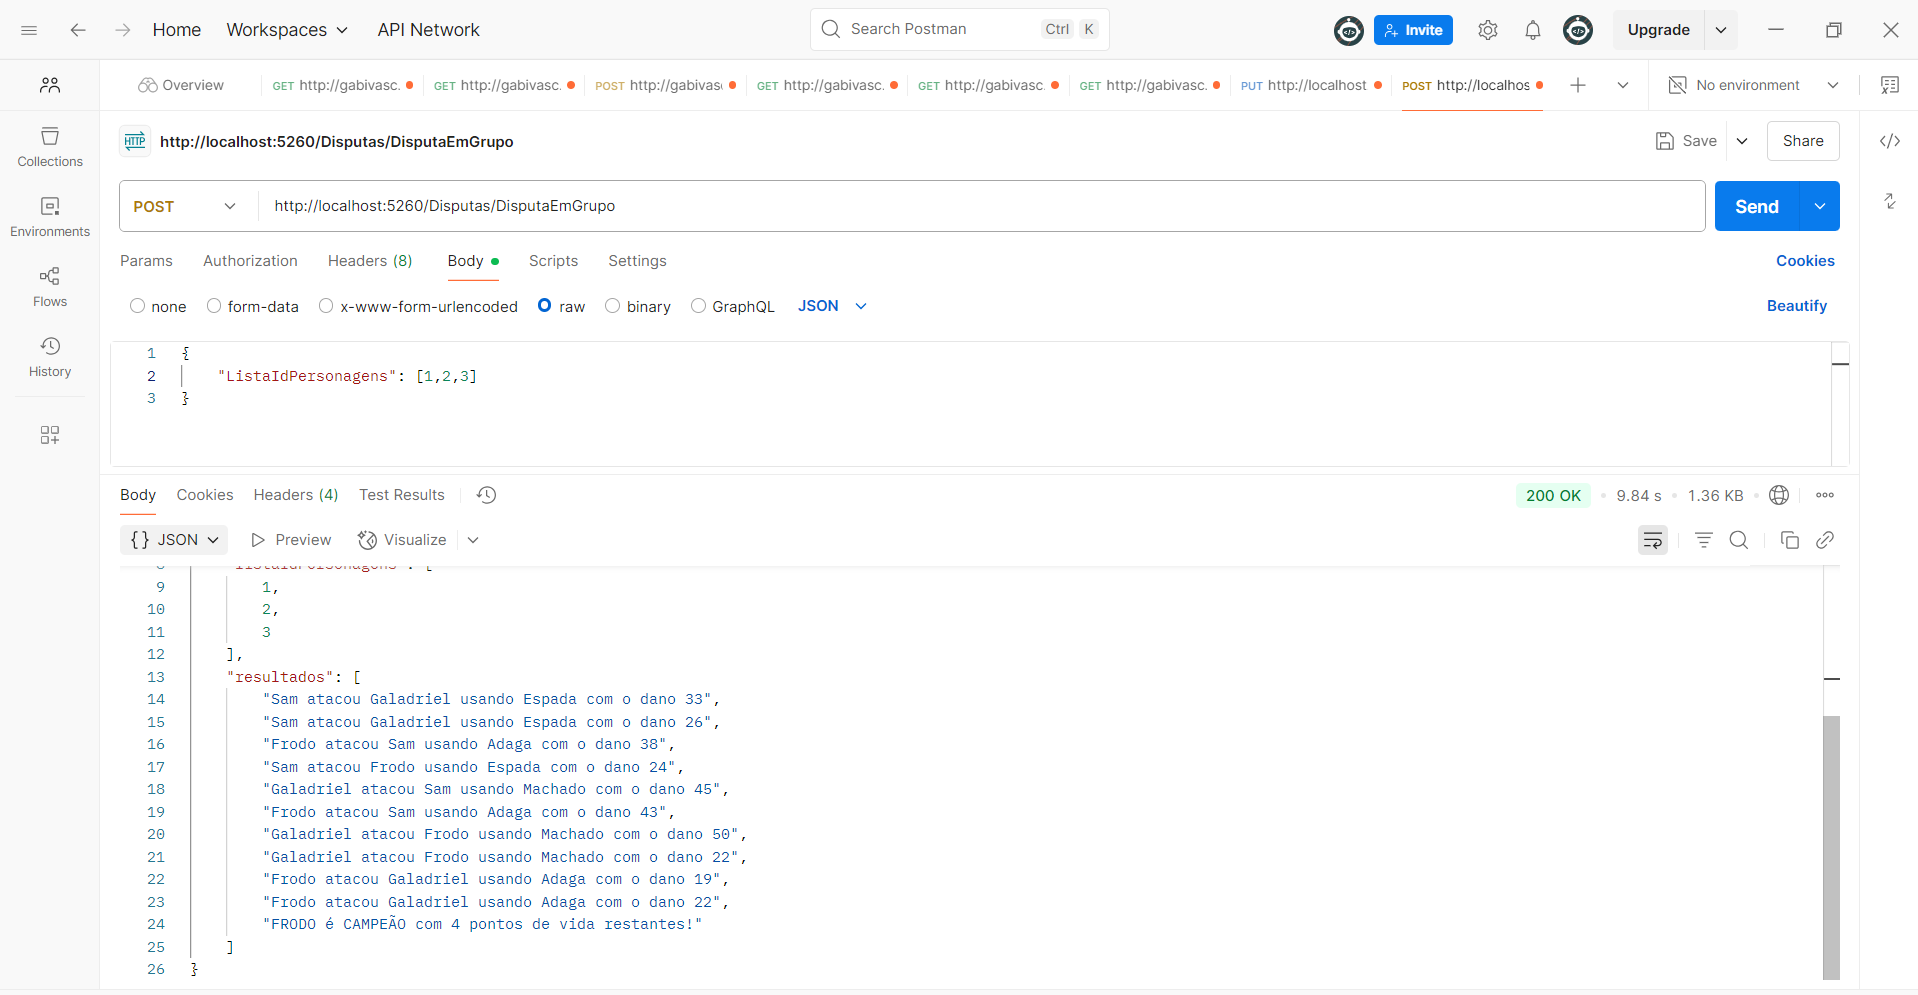 Home Workspaces API Network Search Postman Ctrl K Invite Upgrade
Overview GET http://gabivasc. GET http://gabivasc. POST http://gabivas GET http://gabivasc. GET http://gabivasc. GET http://gabivasc. PUT http://localhost POST http://localhos No environment
Collections
Environments
Flows
History
HTTP http://localhost:5260/Disputas/DisputaEmGrupo Save Share
POST http://localhost:5260/Disputas/DisputaEmGrupo Send
Params Authorization Headers (8) Body Scripts Settings Cookies
none form-data x-www-form-urlencoded raw binary GraphQL JSON Beautify
1 {
2 "ListaIdPersonagens": [1,2,3]
3 }
Body Cookies Headers (4) Test Results 200 OK 9.84 s 1.36 KB
{} JSON Preview Visualize
9 1,
10 2,
11 3
12 ],
13 "resultados": [
14 "Sam atacou Galadriel usando Espada com o dano 33",
15 "Sam atacou Galadriel usando Espada com o dano 26",
16 "Frodo atacou Sam usando Adaga com o dano 38",
17 "Sam atacou Frodo usando Espada com o dano 24",
18 "Galadriel atacou Sam usando Machado com o dano 45",
19 "Frodo atacou Sam usando Adaga com o dano 43",
20 "Galadriel atacou Frodo usando Machado com o dano 50",
21 "Galadriel atacou Frodo usando Machado com o dano 22",
22 "Frodo atacou Galadriel usando Adaga com o dano 19",
23 "Frodo atacou Galadriel usando Adaga com o dano 22",
24 "FRODO é CAMPEÃO com 4 pontos de vida restantes!"
25 ]
26 }